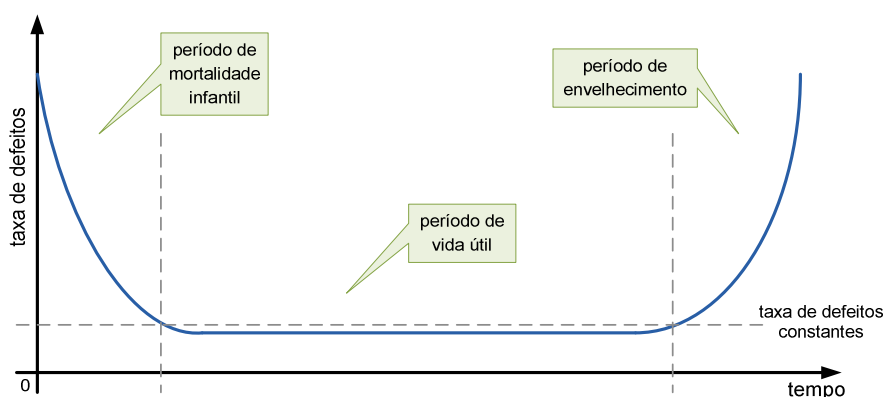 período de
mortalidade
infantil
período de
envelhecimento
taxa de defeitos
período de
vida útil
taxa de defeitos
constantes
0
tempo